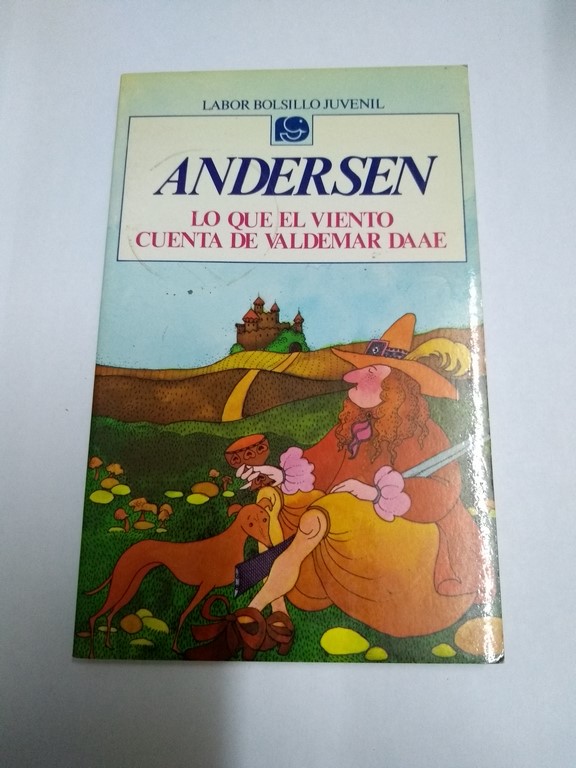 LABOR BOLSILLO JUVENIL
ANDERSEN
LO QUE EL VIENTO
CUENTA DE VALDEMAR DAAE